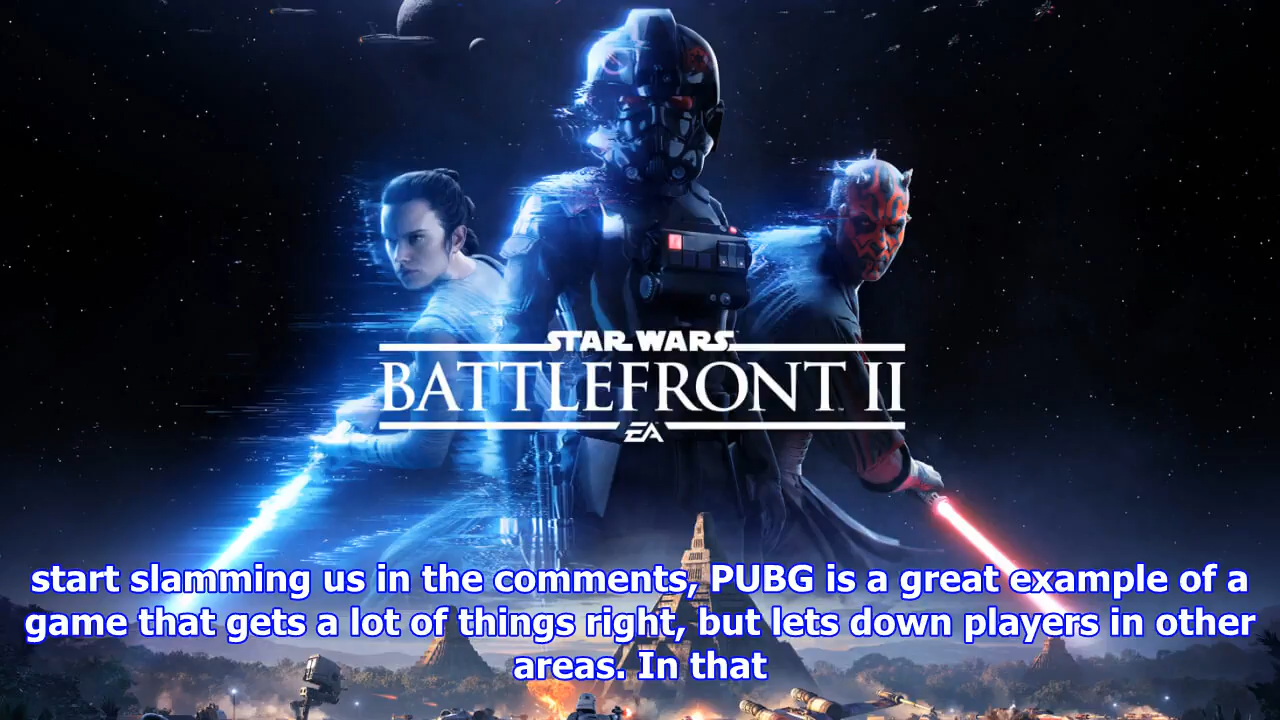 STAR WARS
BATTLEFRONT II
EA
start slamming us in the comments, PUBG is a great example of a
game that gets a lot of things right, but lets down players in other
areas. In that